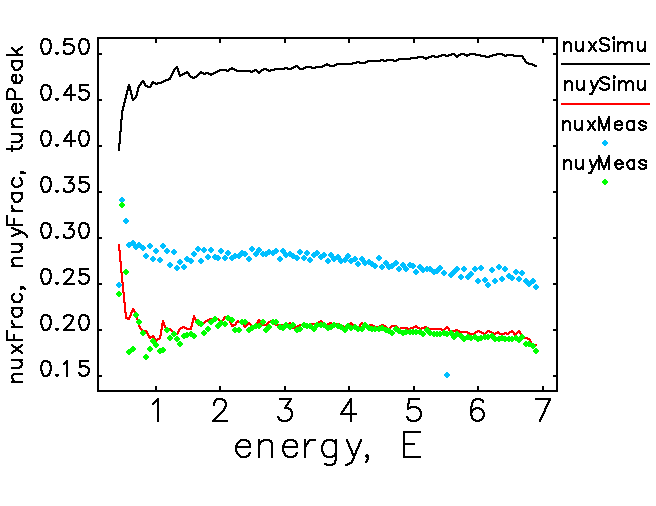 nuxFrac, nuyFrac, tunePeak
0.50
0.45
0.40
0.35
0.30
0.25
0.20
0.15
1 2 3 4 5 6 7
energy, E
nuxSimu
nuySimu
nuxMeas
nuyMeas